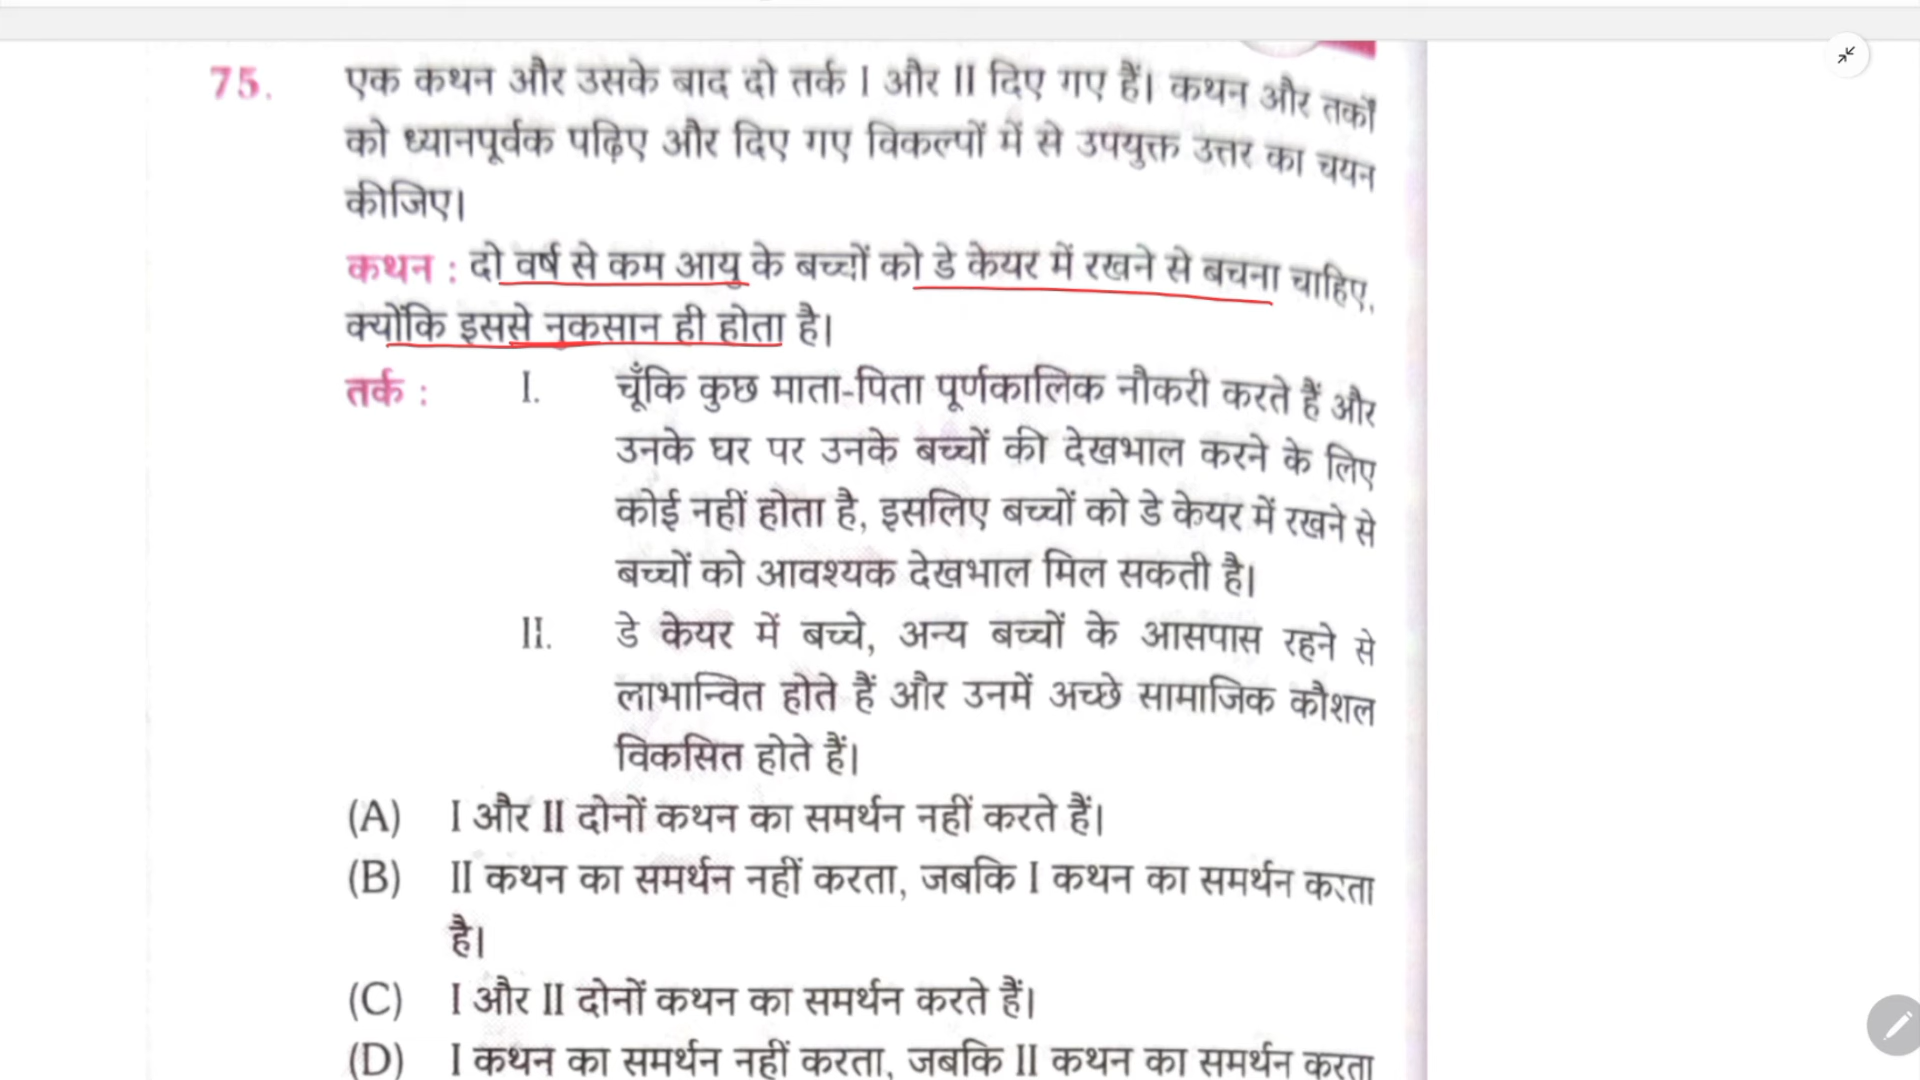 75. एक कथन और उसके बाद दो तर्क I और II दिए गए हैं। कथन और तर्कों
को ध्यानपूर्वक पढ़िए और दिए गए विकल्पों में से उपयुक्त उत्तर का चयन
कीजिए।
कथन : दो वर्ष से कम आयु के बच्चों को डे केयर में रखने से बचना चाहिए,
क्योंकि इससे नुकसान ही होता है।
तर्क : I. चूँकि कुछ माता-पिता पूर्णकालिक नौकरी करते हैं और
उनके घर पर उनके बच्चों की देखभाल करने के लिए
कोई नहीं होता है, इसलिए बच्चों को डे केयर में रखने से
बच्चों को आवश्यक देखभाल मिल सकती है।
II. डे केयर में बच्चे, अन्य बच्चों के आसपास रहने से
लाभान्वित होते हैं और उनमें अच्छे सामाजिक कौशल
विकसित होते हैं।
(A) I और II दोनों कथन का समर्थन नहीं करते हैं।
(B) II कथन का समर्थन नहीं करता, जबकि I कथन का समर्थन करता
है।
(C) I और II दोनों कथन का समर्थन करते हैं।
(D) I कथन का समर्थन नहीं करता, जबकि II कथन का समर्थन करता